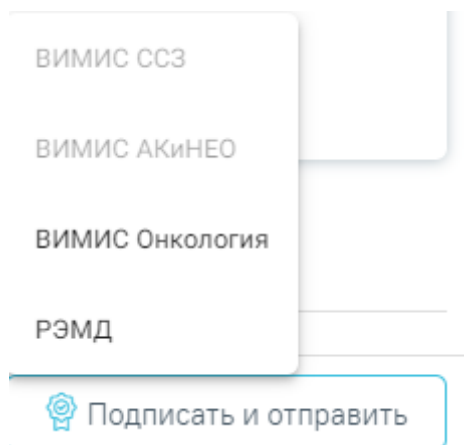 ВИМИС ССЗ
ВИМИС АКиНЕО
ВИМИС Онкология
РЭМД
Подписать и отправить